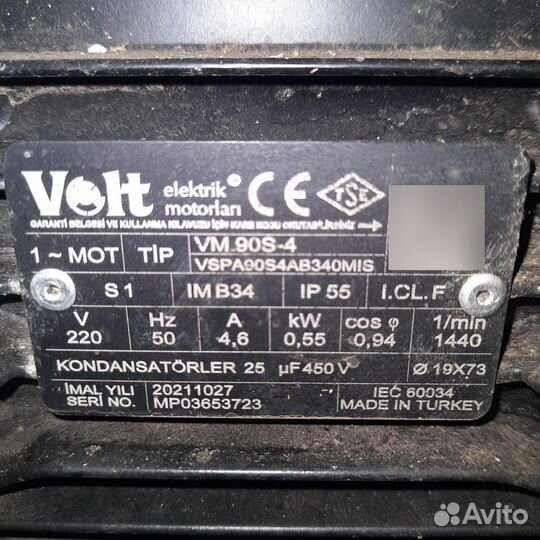 Volt elektrik motorları CE TSE
GARANTİ BELGESİ VE KULLANMA KILAVUZU İÇİN KARE KODU OKUTABİLİRSİNİZ
1 ~ MOT TİP VM 90S-4
VSPA90S4AB340MIS
S 1 IM B34 IP 55 I.CL.F
V Hz A kW cos φ 1/min
220 50 4,6 0,55 0,94 1440
KONDANSATÖRLER 25 µF 450 V Ø 19X73
İMAL YILI 20211027 IEC 60034
SERİ NO. MP03653723 MADE IN TURKEY
Avito